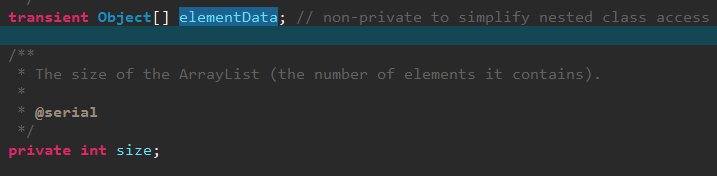 transient Object[] elementData; // non-private to simplify nested class access
/**
* The size of the ArrayList (the number of elements it contains).
*
* @serial
*/
private int size;